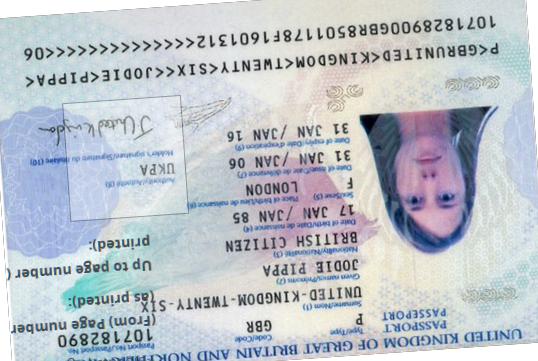 UNITED KINGDOM OF GREAT BRITAIN AND NORTHERN
PASSPORT
PASSPORT
Type/Type
P
Code/Code
GBR
Passport No./Passeport No.
107182890
(From) Page number
(as printed):
Up to page number (
printed):
Surname/Nom (1)
UNITED-KINGDOM-TWENTY-SIX
Given names/Prénoms (2)
JODIE PIPPA
Nationality/Nationalité (3)
BRITISH CITIZEN
Date of birth/Date de naissance (4)
17 JAN / JAN 85
Sex/Sexe (5)
F
Place of birth/Lieu de naissance (6)
LONDON
Date of issue/Date de délivrance (7)
31 JAN / JAN 06
Authority/Autorité (8)
UKPA
Date of expiry/Date d'expiration (9)
31 JAN / JAN 16
Holder's signature/Signature du titulaire (10)
J United kingdom
P<GBRUNITED<KINGDOM<TWENTY<SIX<<JODIE<PIPPA<
1071828900GBR8501178F1601312<<<<<<<<<<<<<<06